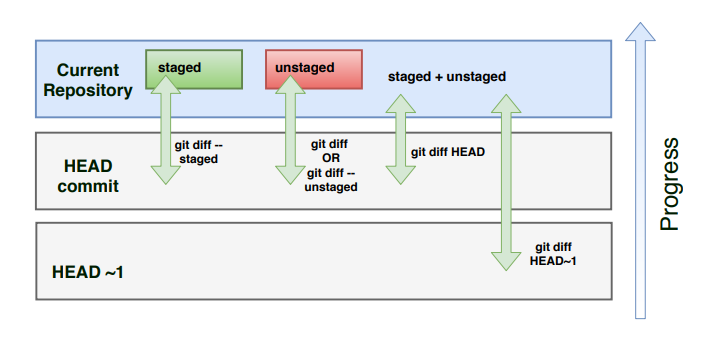 staged
unstaged
staged + unstaged
Current
Repository
git diff --
staged
git diff
OR
git diff --
unstaged
git diff HEAD
HEAD
commit
git diff
HEAD~1
HEAD ~1
Progress